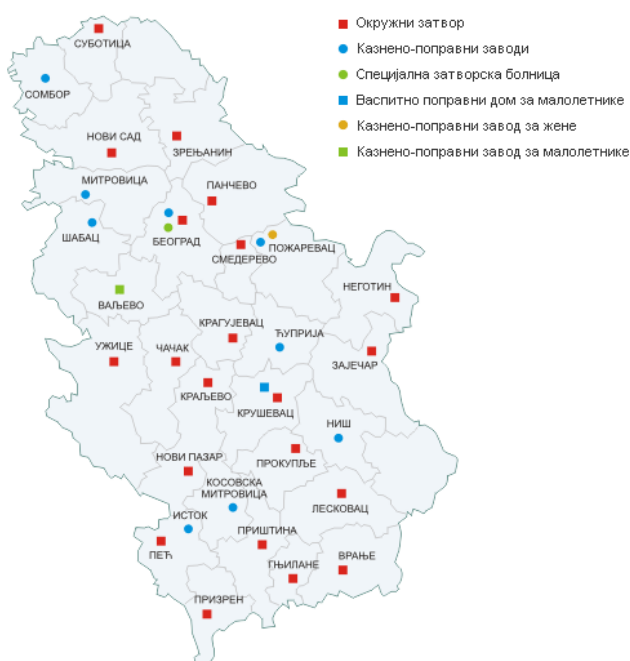 Окружни затвор
Казнено-поправни заводи
Специјална затворска болница
Васпитно поправни дом за малолетнике
Казнено-поправни завод за жене
Казнено-поправни завод за малолетнике
СУБОТИЦА
СОМБОР
НОВИ САД
ЗРЕЊАНИН
МИТРОВИЦА
ПАНЧЕВО
ШАБАЦ
БЕОГРАД
СМЕДЕРЕВО
ПОЖАРЕВАЦ
НЕГОТИН
ВАЉЕВО
КРАГУЈЕВАЦ
ЋУПРИЈА
УЖИЦЕ
ЧАЧАК
ЗАЈЕЧАР
КРАЉЕВО
КРУШЕВАЦ
НИШ
НОВИ ПАЗАР
ПРОКУПЉЕ
КОСОВСКА
МИТРОВИЦА
ЛЕСКОВАЦ
ИСТОК
ПРИШТИНА
ПЕЋ
ГЊИЛАНЕ
ВРАЊЕ
ПРИЗРЕН